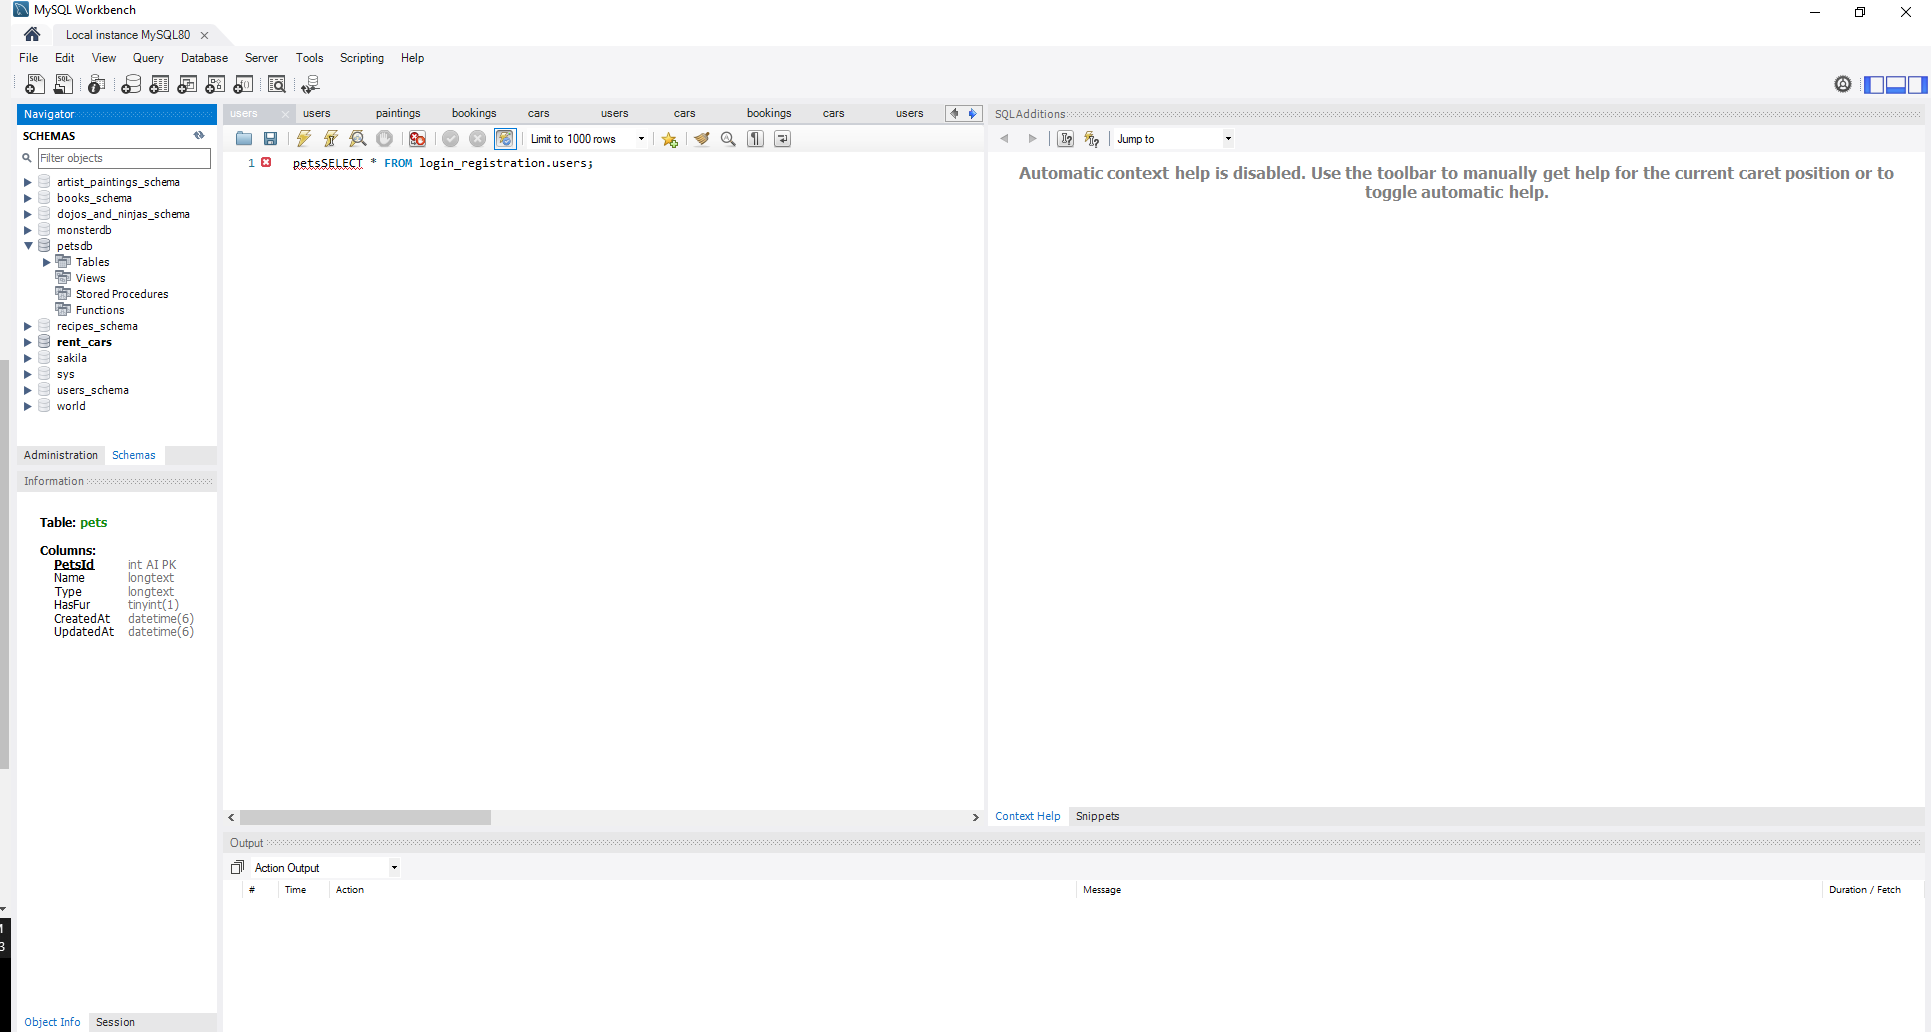 MySQL Workbench
Local instance MySQL80
File Edit View Query Database Server Tools Scripting Help
Navigator
SCHEMAS
Filter objects
artist_paintings_schema
books_schema
dojos_and_ninjas_schema
monsterdb
petsdb
Tables
Views
Stored Procedures
Functions
recipes_schema
rent_cars
sakila
sys
users_schema
world
Administration Schemas
Information
Table: pets
Columns:
PetsId int AI PK
Name longtext
Type longtext
HasFur tinyint(1)
CreatedAt datetime(6)
UpdatedAt datetime(6)
Object Info Session
users users paintings bookings cars users cars bookings cars users
Limit to 1000 rows
1 petsSELECT * FROM login_registration.users;
SQLAdditions
Jump to
Automatic context help is disabled. Use the toolbar to manually get help for the current caret position or to
toggle automatic help.
Context Help Snippets
Output
Action Output
# Time Action Message Duration / Fetch